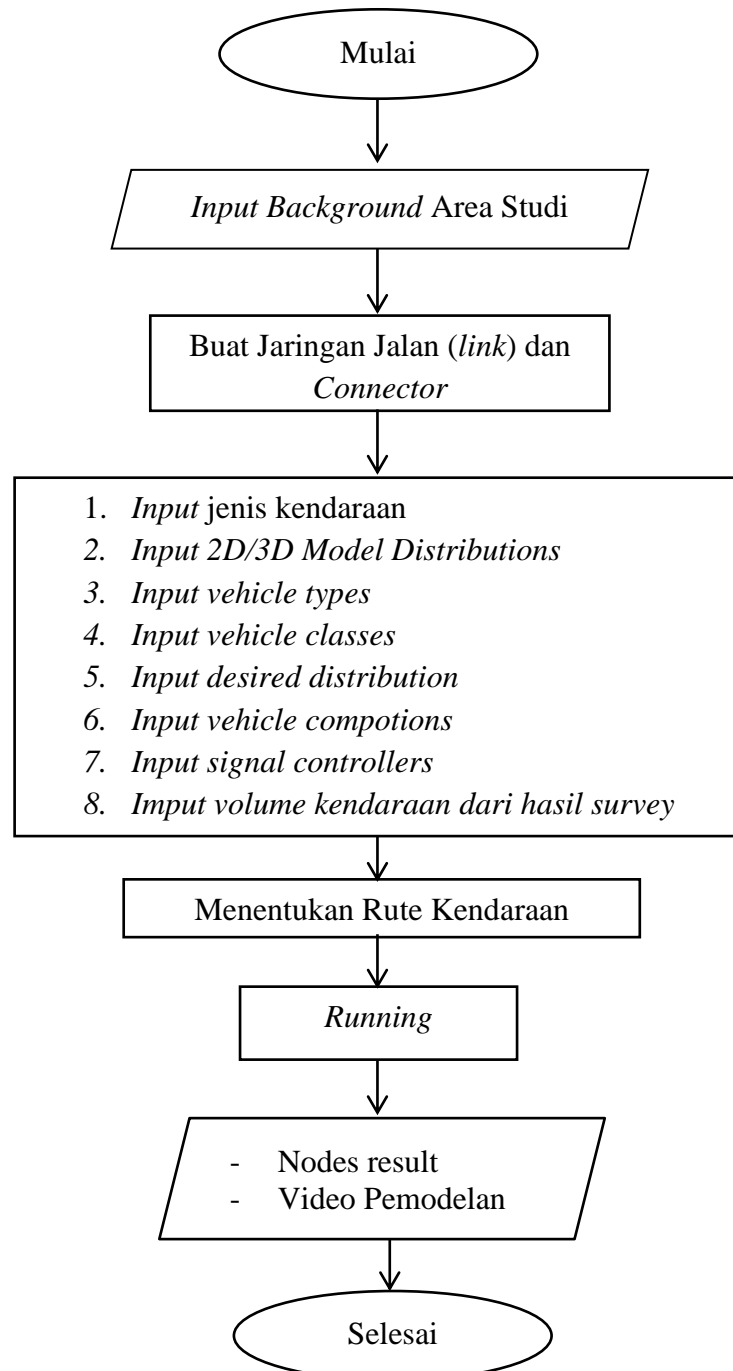 Mulai
Input Background Area Studi
Buat Jaringan Jalan (link) dan
Connector
1. Input jenis kendaraan
2. Input 2D/3D Model Distributions
3. Input vehicle types
4. Input vehicle classes
5. Input desired distribution
6. Input vehicle compotions
7. Input signal controllers
8. Imput volume kendaraan dari hasil survey
Menentukan Rute Kendaraan
Running
- Nodes result
- Video Pemodelan
Selesai